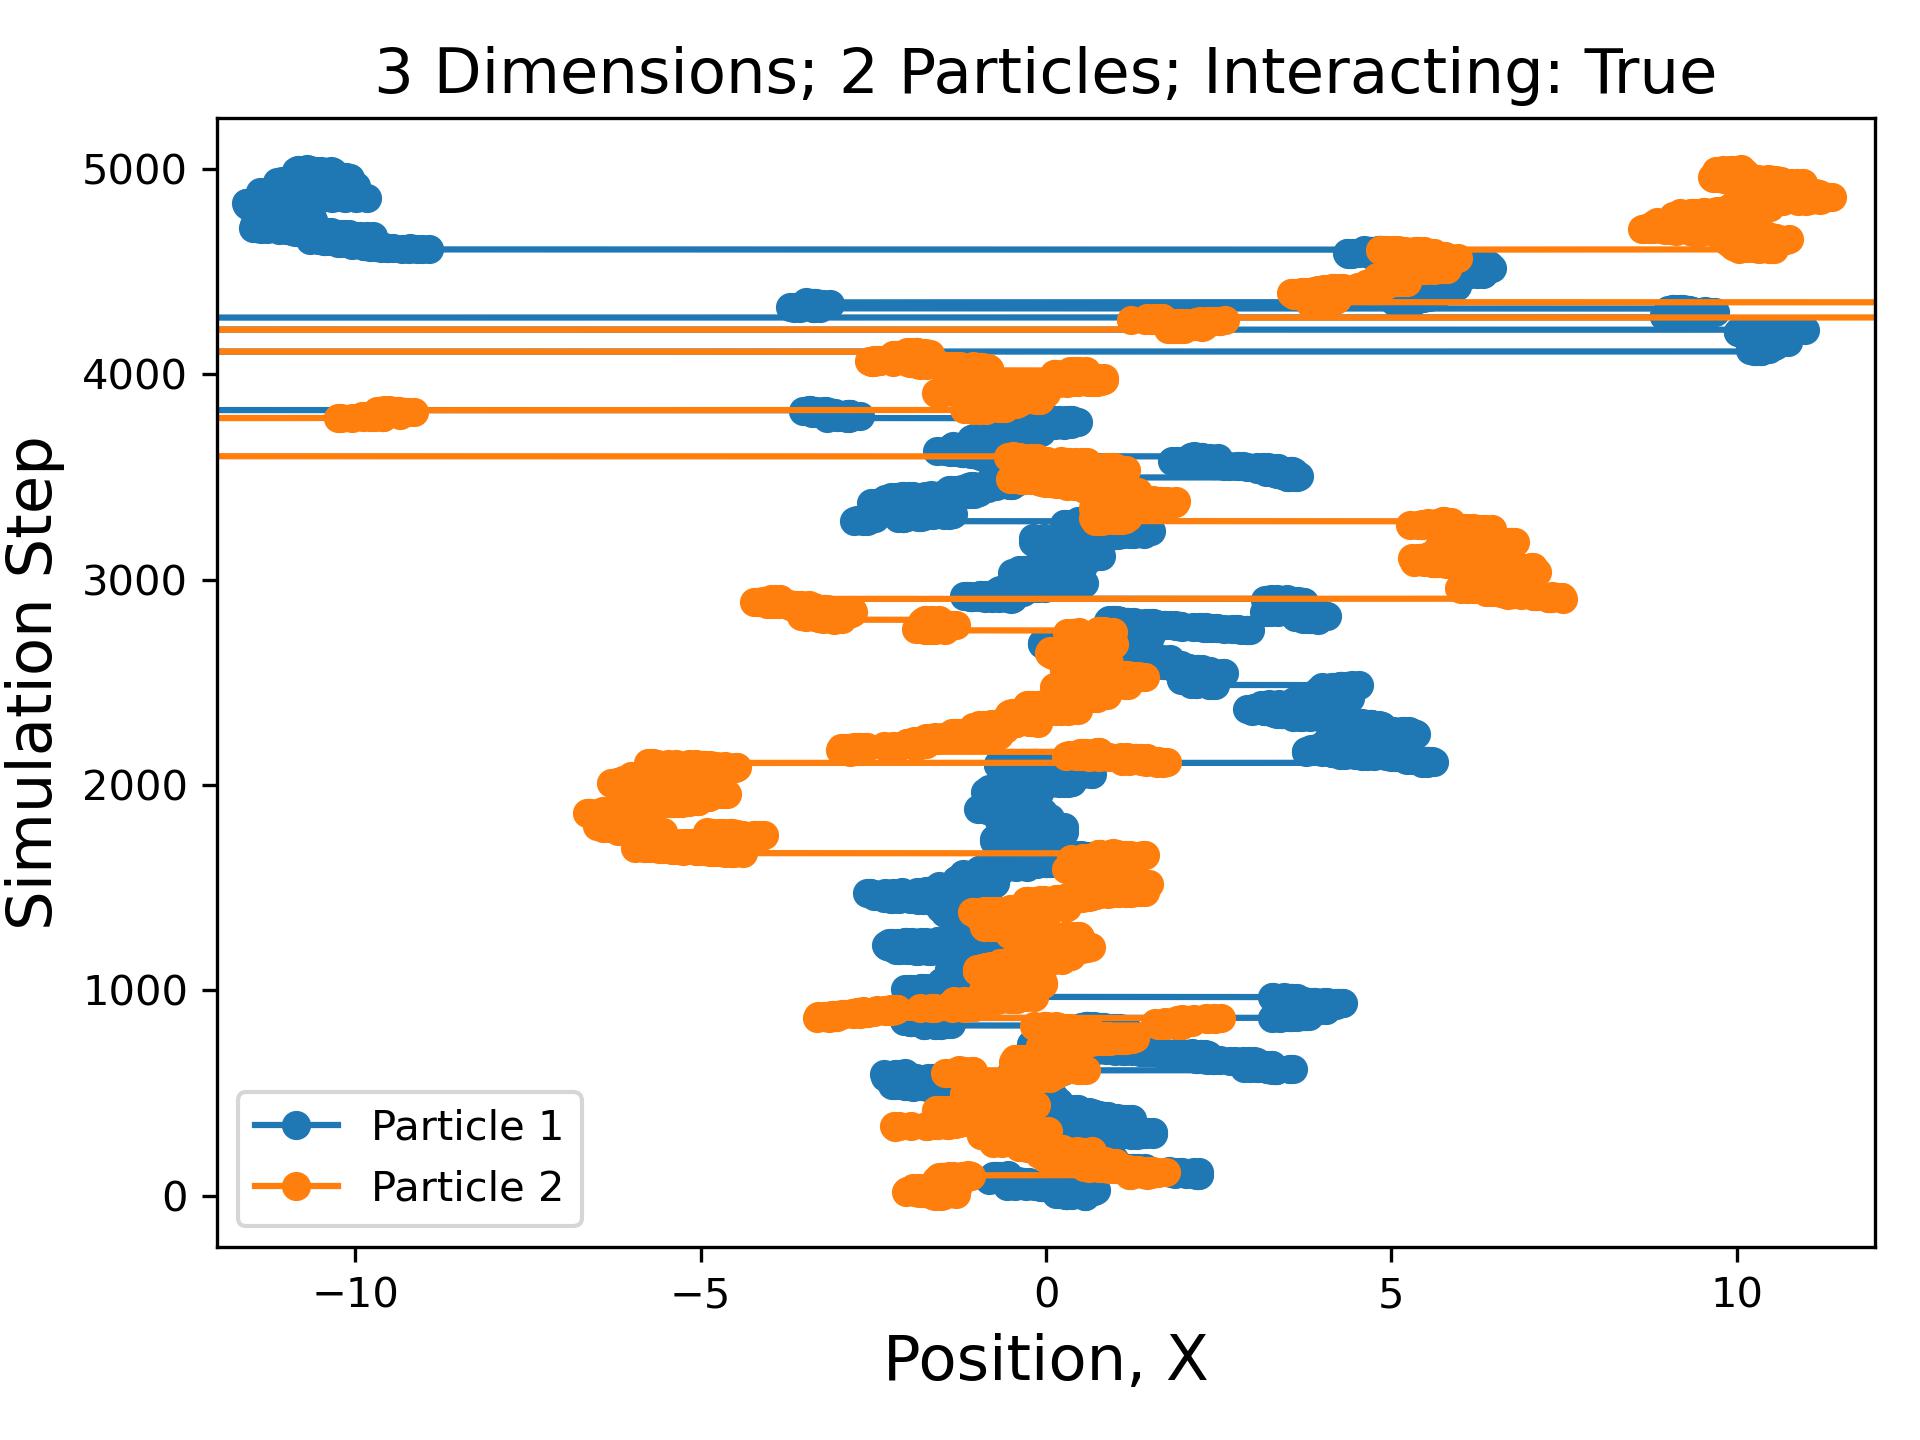 3 Dimensions; 2 Particles; Interacting: True
5000
4000
3000
2000
1000
0
Simulation Step
Particle 1
Particle 2
−10
−5
0
5
10
Position, X